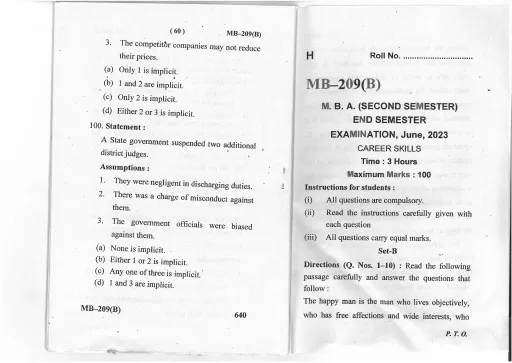 ( 60 ) MB–209(B)
3. The competitor companies may not reduce
their prices.
(a) Only 1 is implicit.
(b) 1 and 2 are implicit.
(c) Only 2 is implicit.
(d) Either 2 or 3 is implicit.
100. Statement :
A State government suspended two additional
district judges.
Assumptions :
1. They were negligent in discharging duties.
2. There was a charge of misconduct against
them.
3. The government officials were biased
against them.
(a) None is implicit.
(b) Either 1 or 2 is implicit.
(c) Any one of three is implicit.
(d) 1 and 3 are implicit.
MB–209(B)
640
H Roll No. ............................
MB–209(B)
M. B. A. (SECOND SEMESTER)
END SEMESTER
EXAMINATION, June, 2023
CAREER SKILLS
Time : 3 Hours
Maximum Marks : 100
Instructions for students :
(i) All questions are compulsory.
(ii) Read the instructions carefully given with
each question
(iii) All questions carry equal marks.
Set-B
Directions (Q. Nos. 1–10) : Read the following
passage carefully and answer the questions that
follow :
The happy man is the man who lives objectively,
who has free affections and wide interests, who
P. T. O.